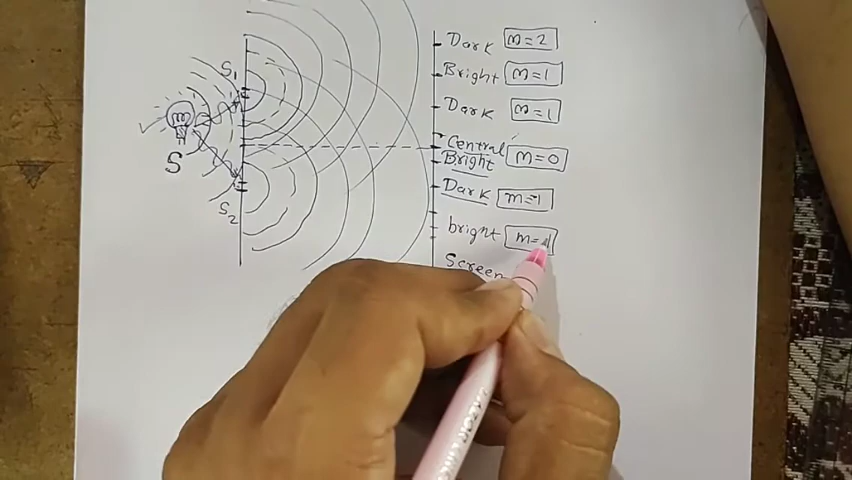 Dark m=2
Bright m=1
S1
Dark m=1
Central
Bright m=0
S
Dark m=1
S2
bright m=1
Screen